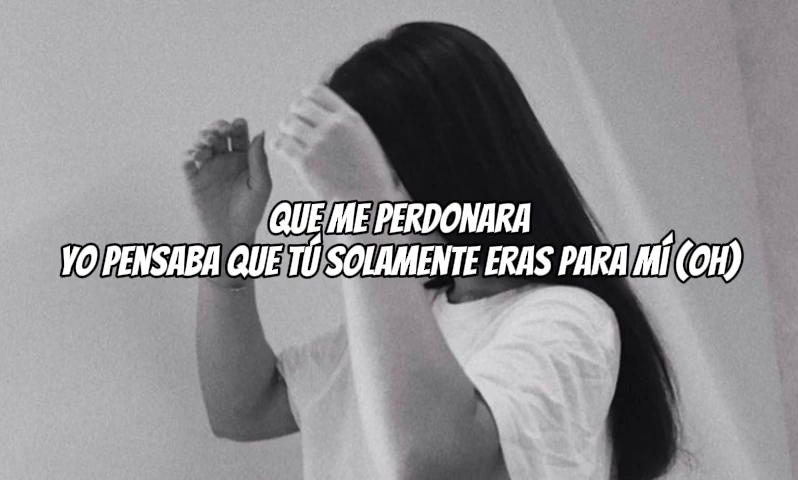 QUE ME PERDONARA
YO PENSABA QUE TÚ SOLAMENTE ERAS PARA MÍ (OH)